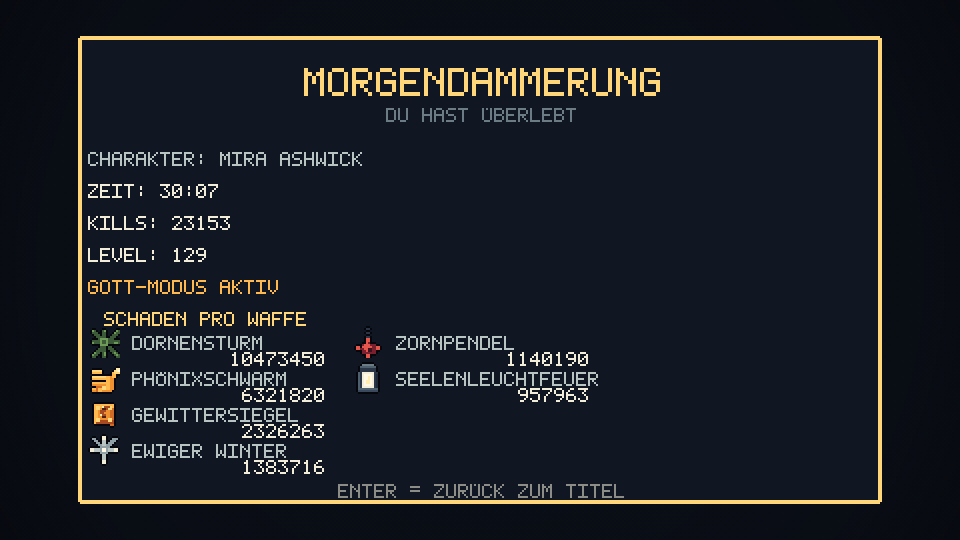 MORGENDAMMERUNG
DU HAST ÜBERLEBT
CHARAKTER: MIRA ASHWICK
ZEIT: 30:07
KILLS: 23153
LEVEL: 129
GOTT-MODUS AKTIV
SCHADEN PRO WAFFE
DORNENSTURM
10473450
PHÖNIXSCHWARM
6321820
GEWITTERSIEGEL
2326263
EWIGER WINTER
1383716
ZORNPENDEL
1140190
SEELENLEUCHTFEUER
957963
ENTER = ZURÜCK ZUM TITEL